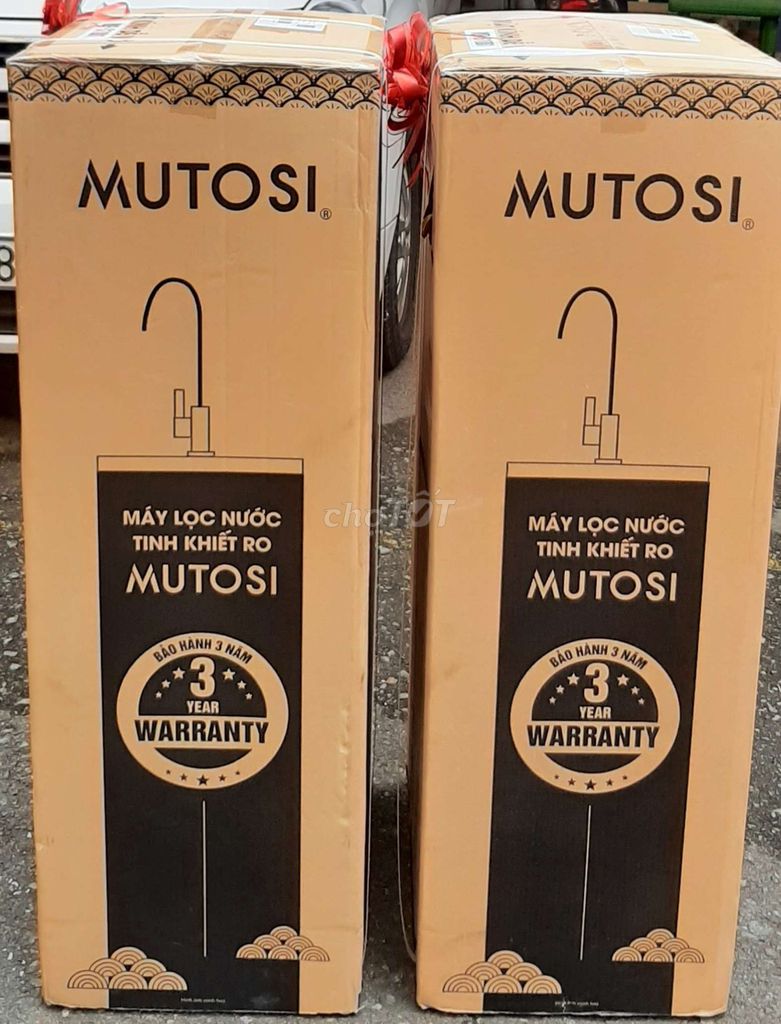 MUTOSI®
MÁY LỌC NƯỚC
TINH KHIẾT RO
MUTOSI
BẢO HÀNH 3 NĂM
3
YEAR
WARRANTY
MUTOSI®
MÁY LỌC NƯỚC
TINH KHIẾT RO
MUTOSI
BẢO HÀNH 3 NĂM
3
YEAR
WARRANTY
chợTỐT
8